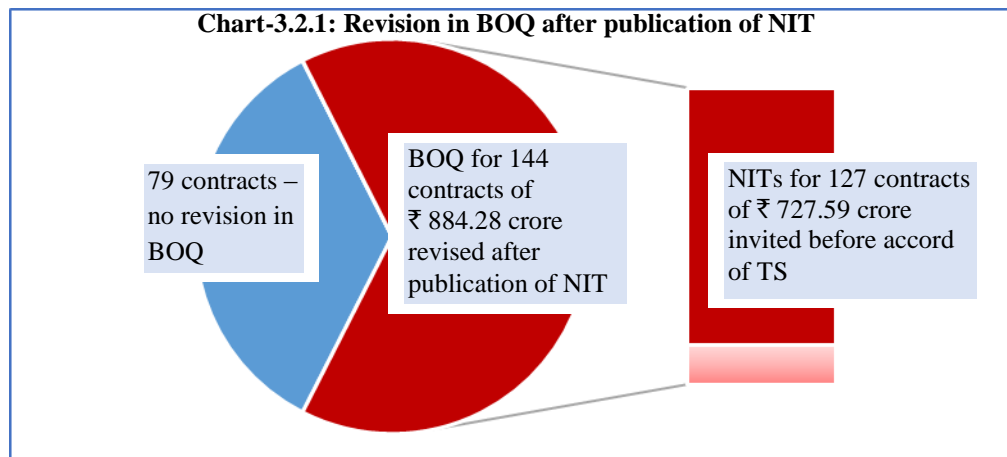 Chart-3.2.1: Revision in BOQ after publication of NIT
79 contracts –
no revision in
BOQ
BOQ for 144
contracts of
₹ 884.28 crore
revised after
publication of NIT
NITs for 127 contracts
of ₹ 727.59 crore
invited before accord
of TS